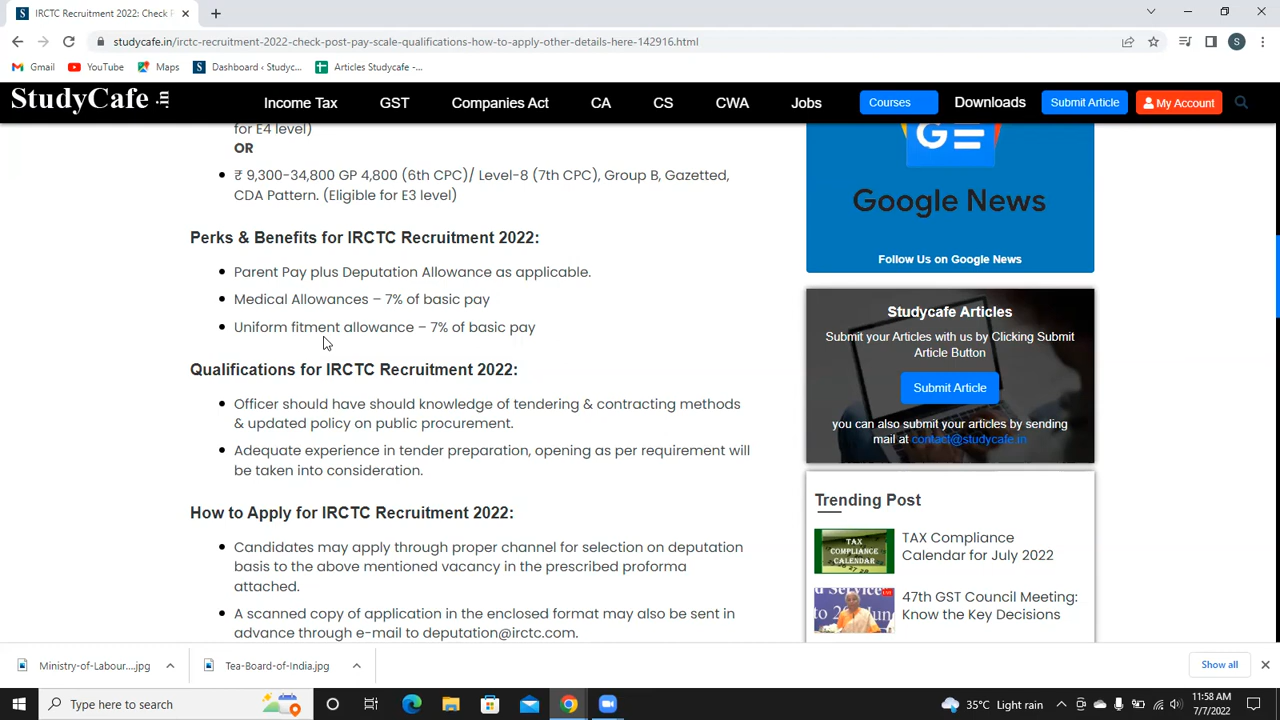 IRCTC Recruitment 2022: Check P
studycafe.in/irctc-recruitment-2022-check-post-pay-scale-qualifications-how-to-apply-other-details-here-142916.html
S
Gmail
YouTube
Maps
Dashboard ‹ Studyc...
Articles Studycafe -...
StudyCafe
Income Tax
GST
Companies Act
CA
CS
CWA
Jobs
Courses
Downloads
Submit Article
My Account
for E4 level)
OR
₹ 9,300-34,800 GP 4,800 (6th CPC)/ Level-8 (7th CPC), Group B, Gazetted,
CDA Pattern. (Eligible for E3 level)
Perks & Benefits for IRCTC Recruitment 2022:
Parent Pay plus Deputation Allowance as applicable.
Medical Allowances – 7% of basic pay
Uniform fitment allowance – 7% of basic pay
Qualifications for IRCTC Recruitment 2022:
Officer should have should knowledge of tendering & contracting methods
& updated policy on public procurement.
Adequate experience in tender preparation, opening as per requirement will
be taken into consideration.
How to Apply for IRCTC Recruitment 2022:
Candidates may apply through proper channel for selection on deputation
basis to the above mentioned vacancy in the prescribed proforma
attached.
A scanned copy of application in the enclosed format may also be sent in
advance through e-mail to deputation@irctc.com.
Google News
Follow Us on Google News
Studycafe Articles
Submit your Articles with us by Clicking Submit
Article Button
Submit Article
you can also submit your articles by sending
mail at contact@studycafe.in
Trending Post
TAX
COMPLIANCE
CALENDAR
TAX Compliance
Calendar for July 2022
47th GST Council Meeting:
Know the Key Decisions
Ministry-of-Labour....jpg
Tea-Board-of-India.jpg
Show all
Type here to search
35°C Light rain
11:58 AM
7/7/2022